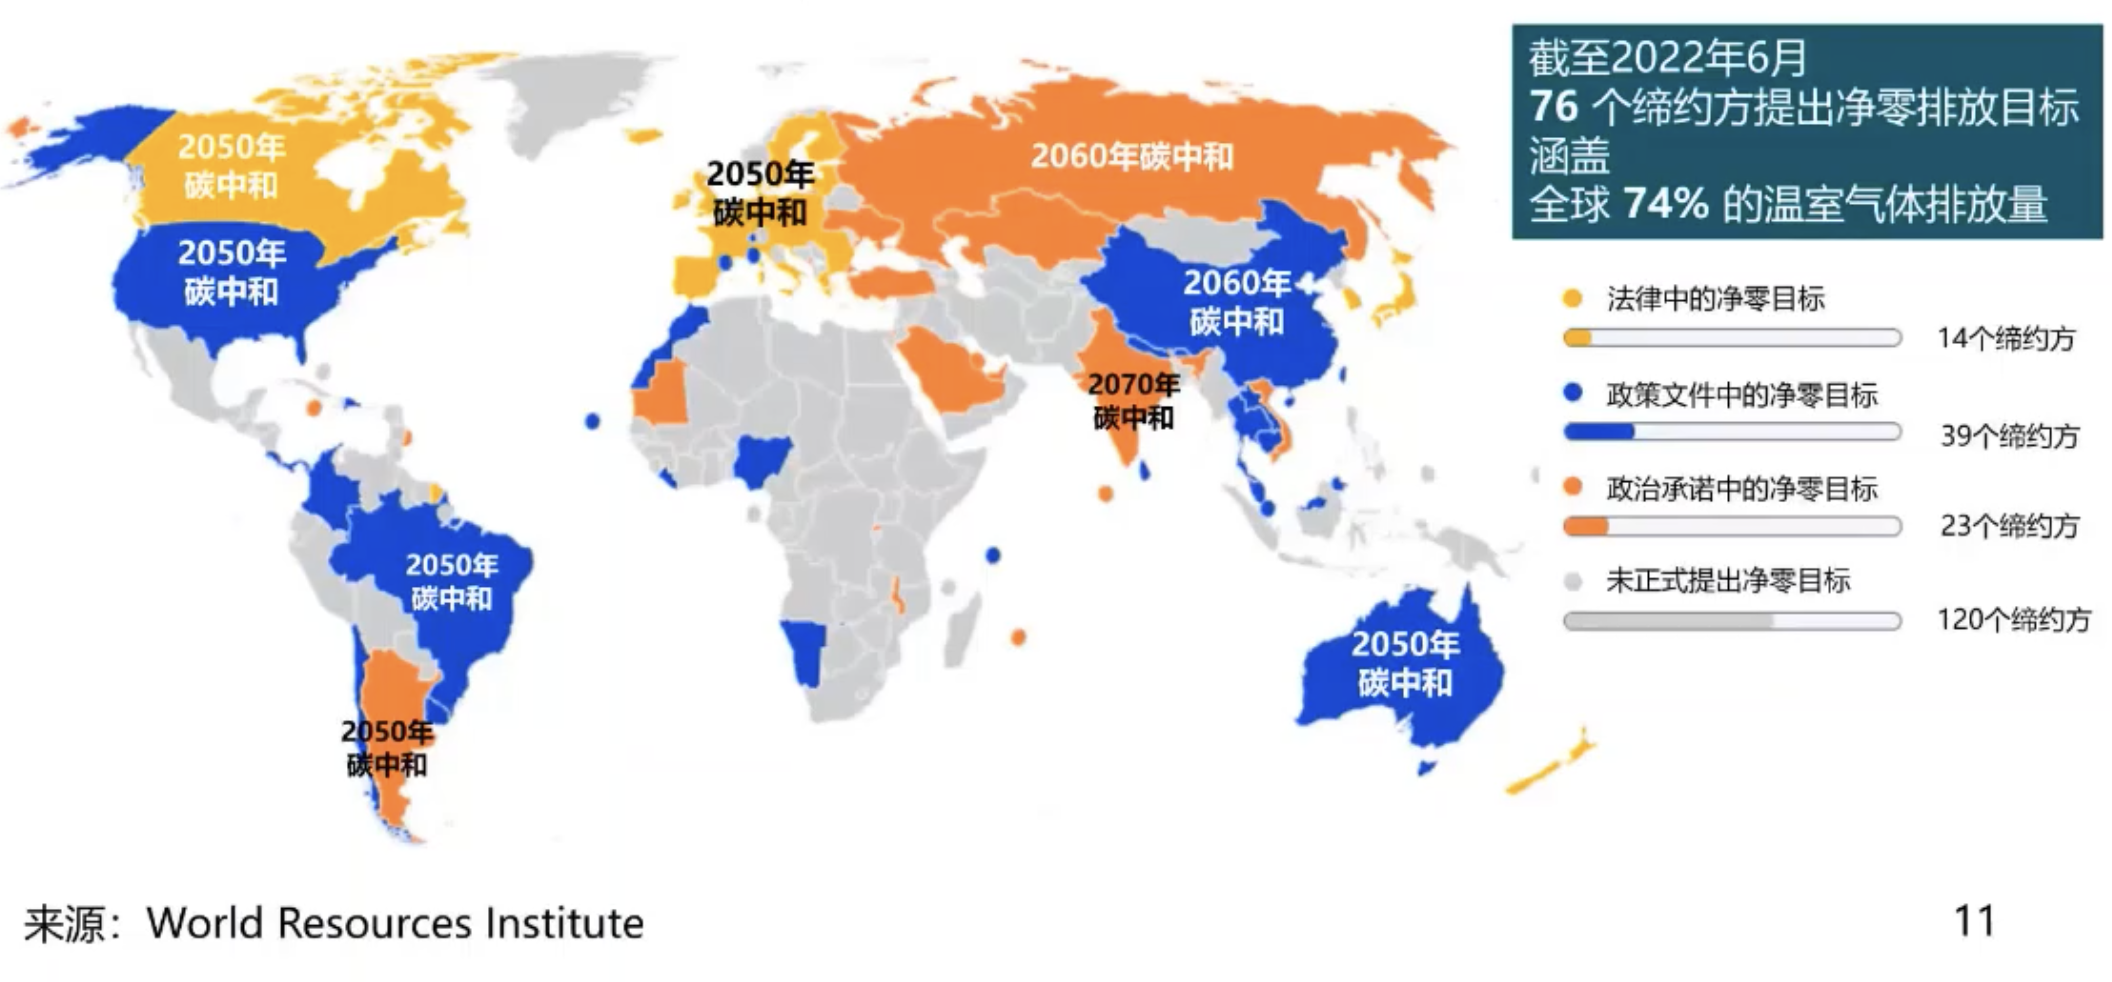 2050年
碳中和
2050年
碳中和
2050年
碳中和
2060年碳中和
2060年
碳中和
2070年
碳中和
2050年
碳中和
2050年
碳中和
2050年
碳中和
截至2022年6月
76 个缔约方提出净零排放目标
涵盖
全球 74% 的温室气体排放量
法律中的净零目标
14个缔约方
政策文件中的净零目标
39个缔约方
政治承诺中的净零目标
23个缔约方
未正式提出净零目标
120个缔约方
来源：World Resources Institute
11